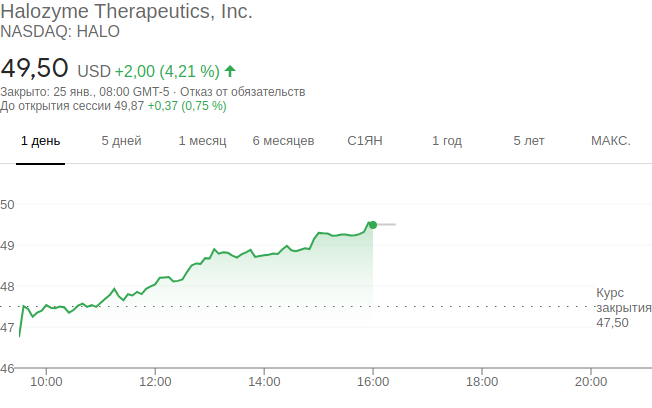 Halozyme Therapeutics, Inc.
NASDAQ: HALO
49,50 USD +2,00 (4,21 %)
Закрыто: 25 янв., 08:00 GMT-5 · Отказ от обязательств
До открытия сессии 49,87 +0,37 (0,75 %)
1 день 5 дней 1 месяц 6 месяцев С1ЯН 1 год 5 лет МАКС.
50
49
48
Курс
закрытия
47,50
47
46
10:00 12:00 14:00 16:00 18:00 20:00